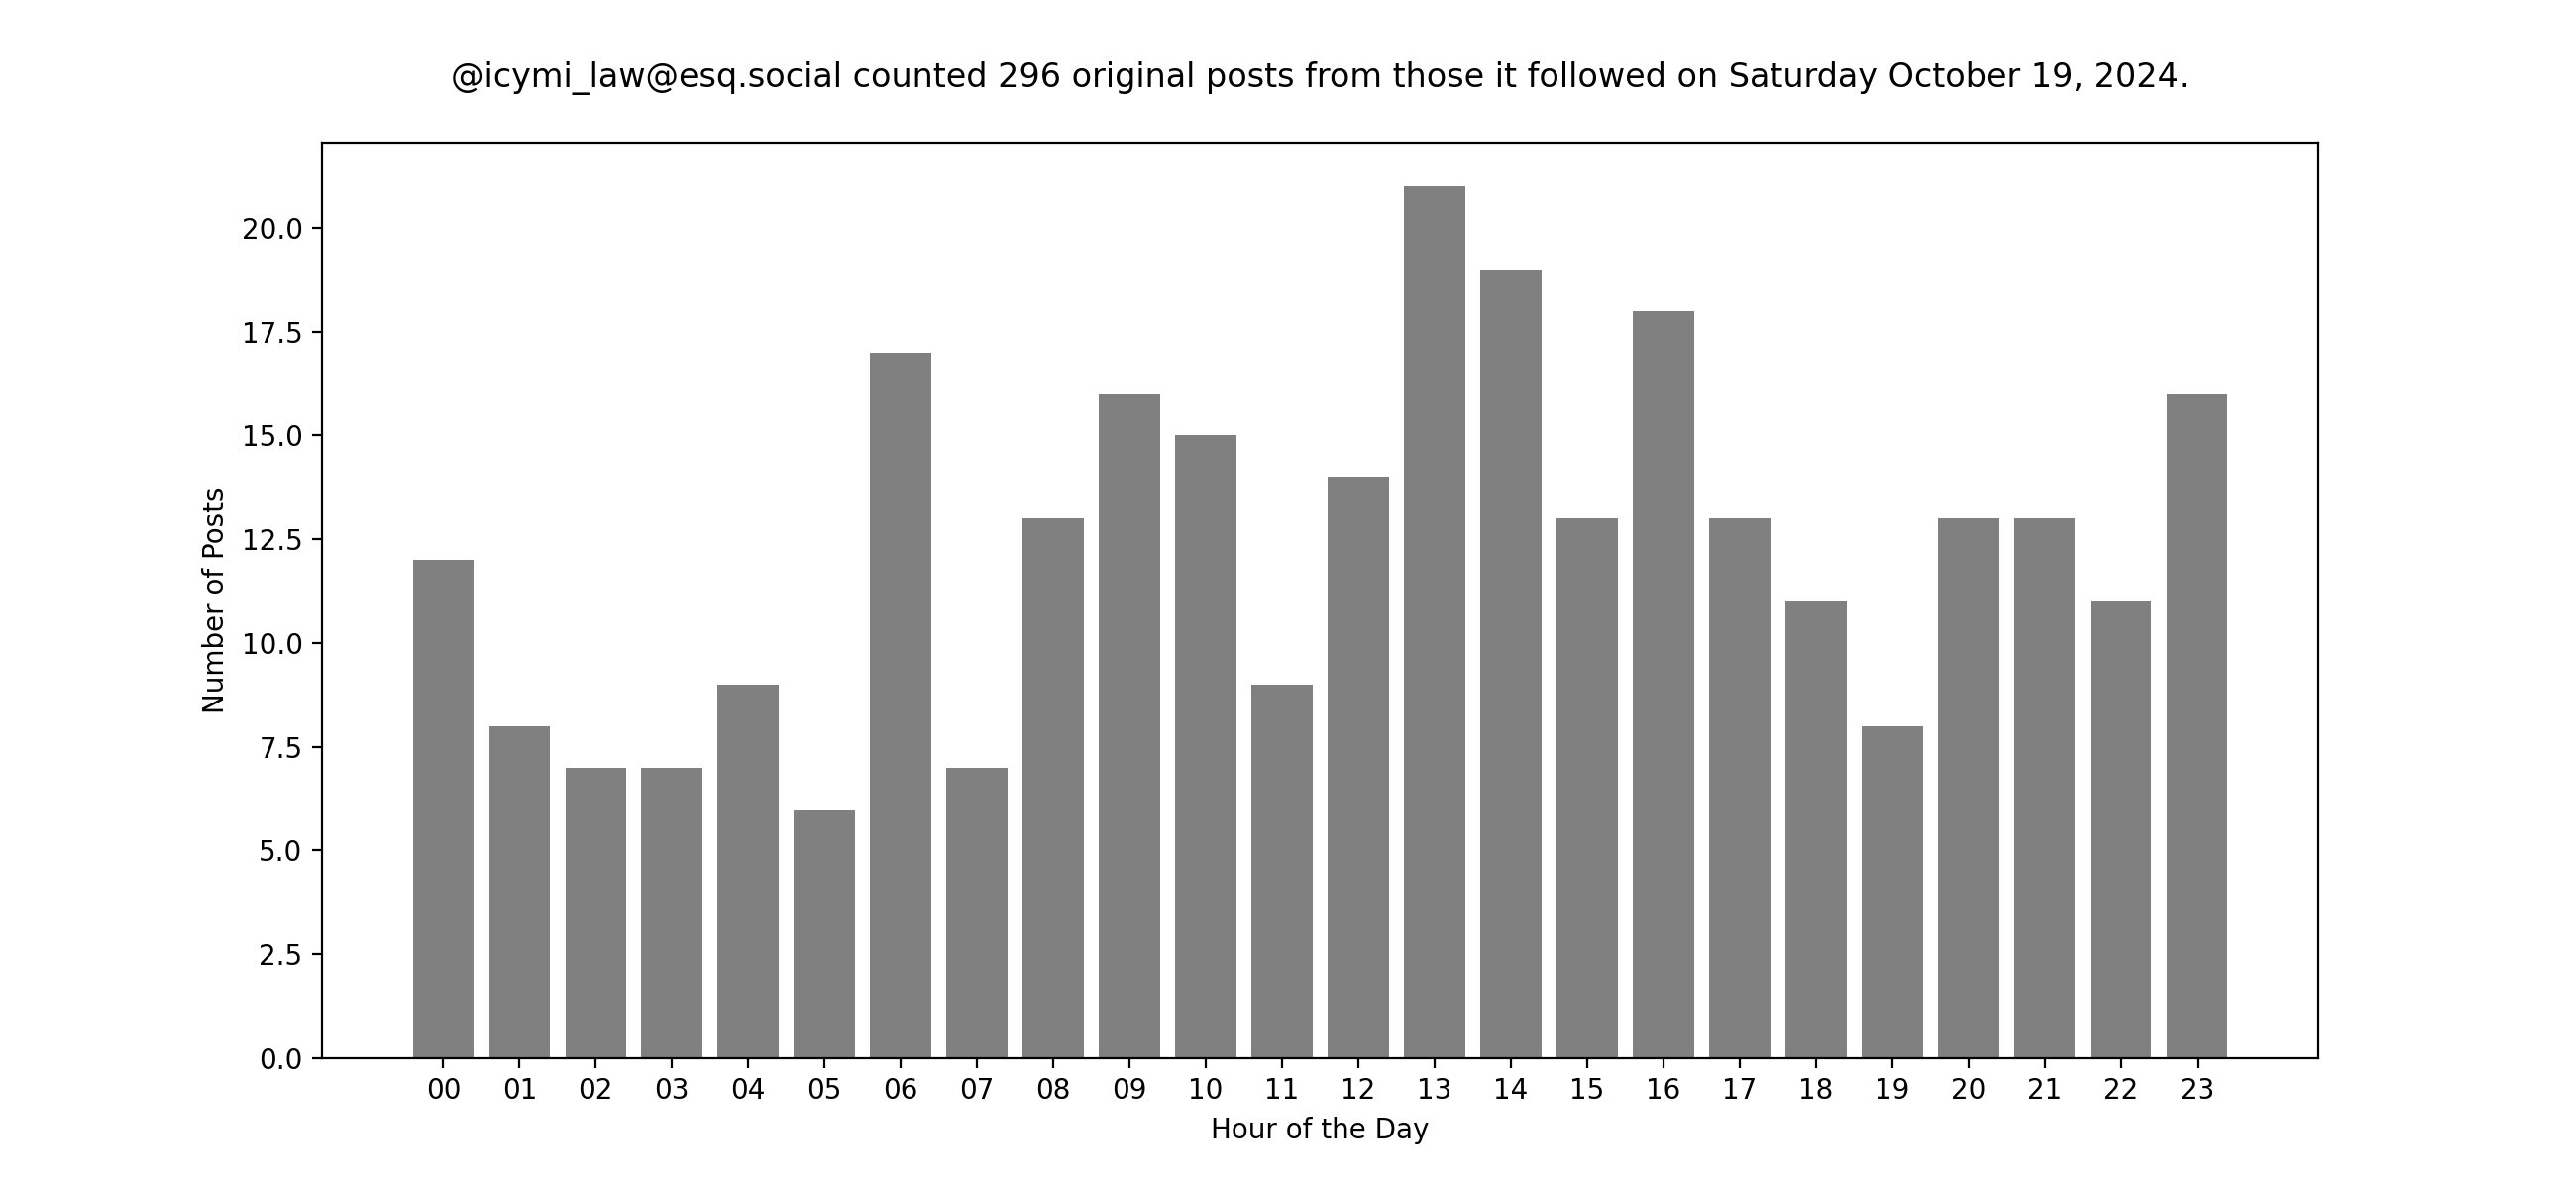 @icymi_law@esq.social counted 296 original posts from those it followed on Saturday October 19, 2024.
20.0
17.5
15.0
12.5
10.0
7.5
5.0
2.5
0.0
Number of Posts
00 01 02 03 04 05 06 07 08 09 10 11 12 13 14 15 16 17 18 19 20 21 22 23
Hour of the Day